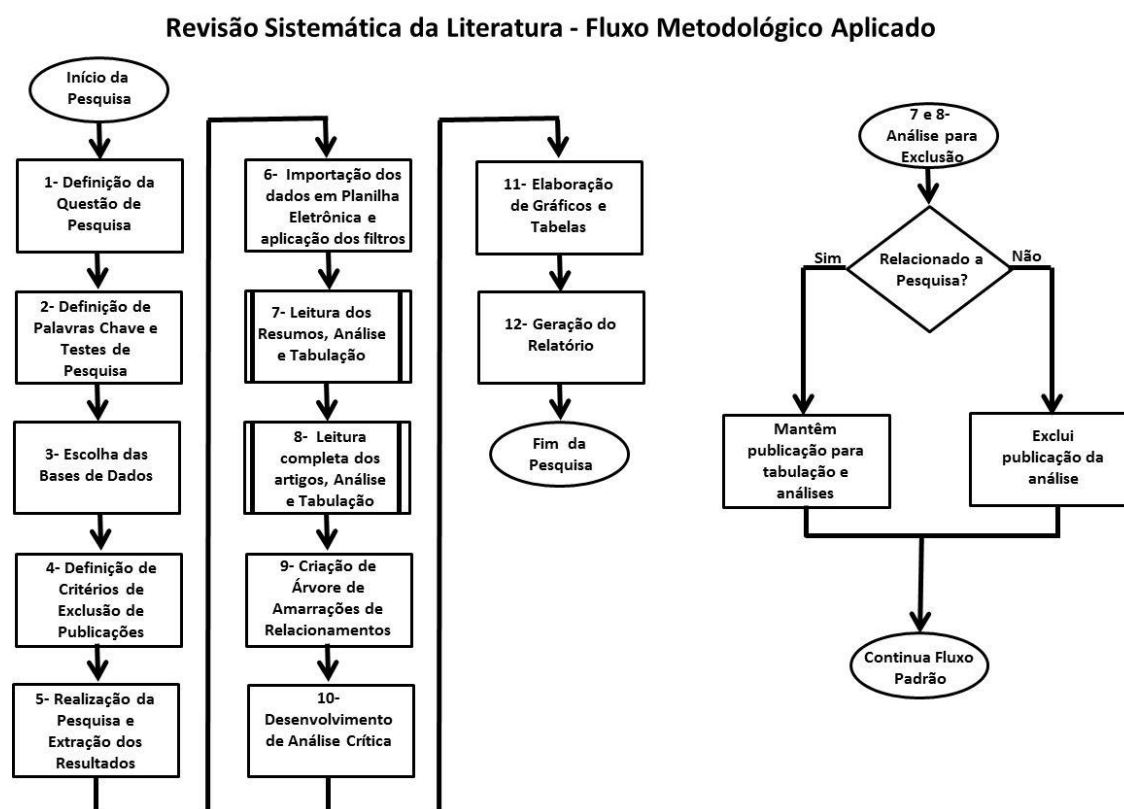 Revisão Sistemática da Literatura - Fluxo Metodológico Aplicado
Início da
Pesquisa
1- Definição da
Questão de
Pesquisa
2- Definição de
Palavras Chave e
Testes de
Pesquisa
3- Escolha das
Bases de Dados
4- Definição de
Critérios de
Exclusão de
Publicações
5- Realização da
Pesquisa e
Extração dos
Resultados
6- Importação dos
dados em Planilha
Eletrônica e
aplicação dos filtros
7- Leitura dos
Resumos, Análise
e Tabulação
8- Leitura
completa dos
artigos, Análise
e Tabulação
9- Criação de
Árvore de
Amarrações de
Relacionamentos
10-
Desenvolvimento
de Análise Crítica
11- Elaboração
de Gráficos e
Tabelas
12- Geração do
Relatório
Fim da
Pesquisa
7 e 8-
Análise para
Exclusão
Relacionado a
Pesquisa?
Sim
Não
Mantêm
publicação para
tabulação e
análises
Exclui
publicação da
análise
Continua Fluxo
Padrão